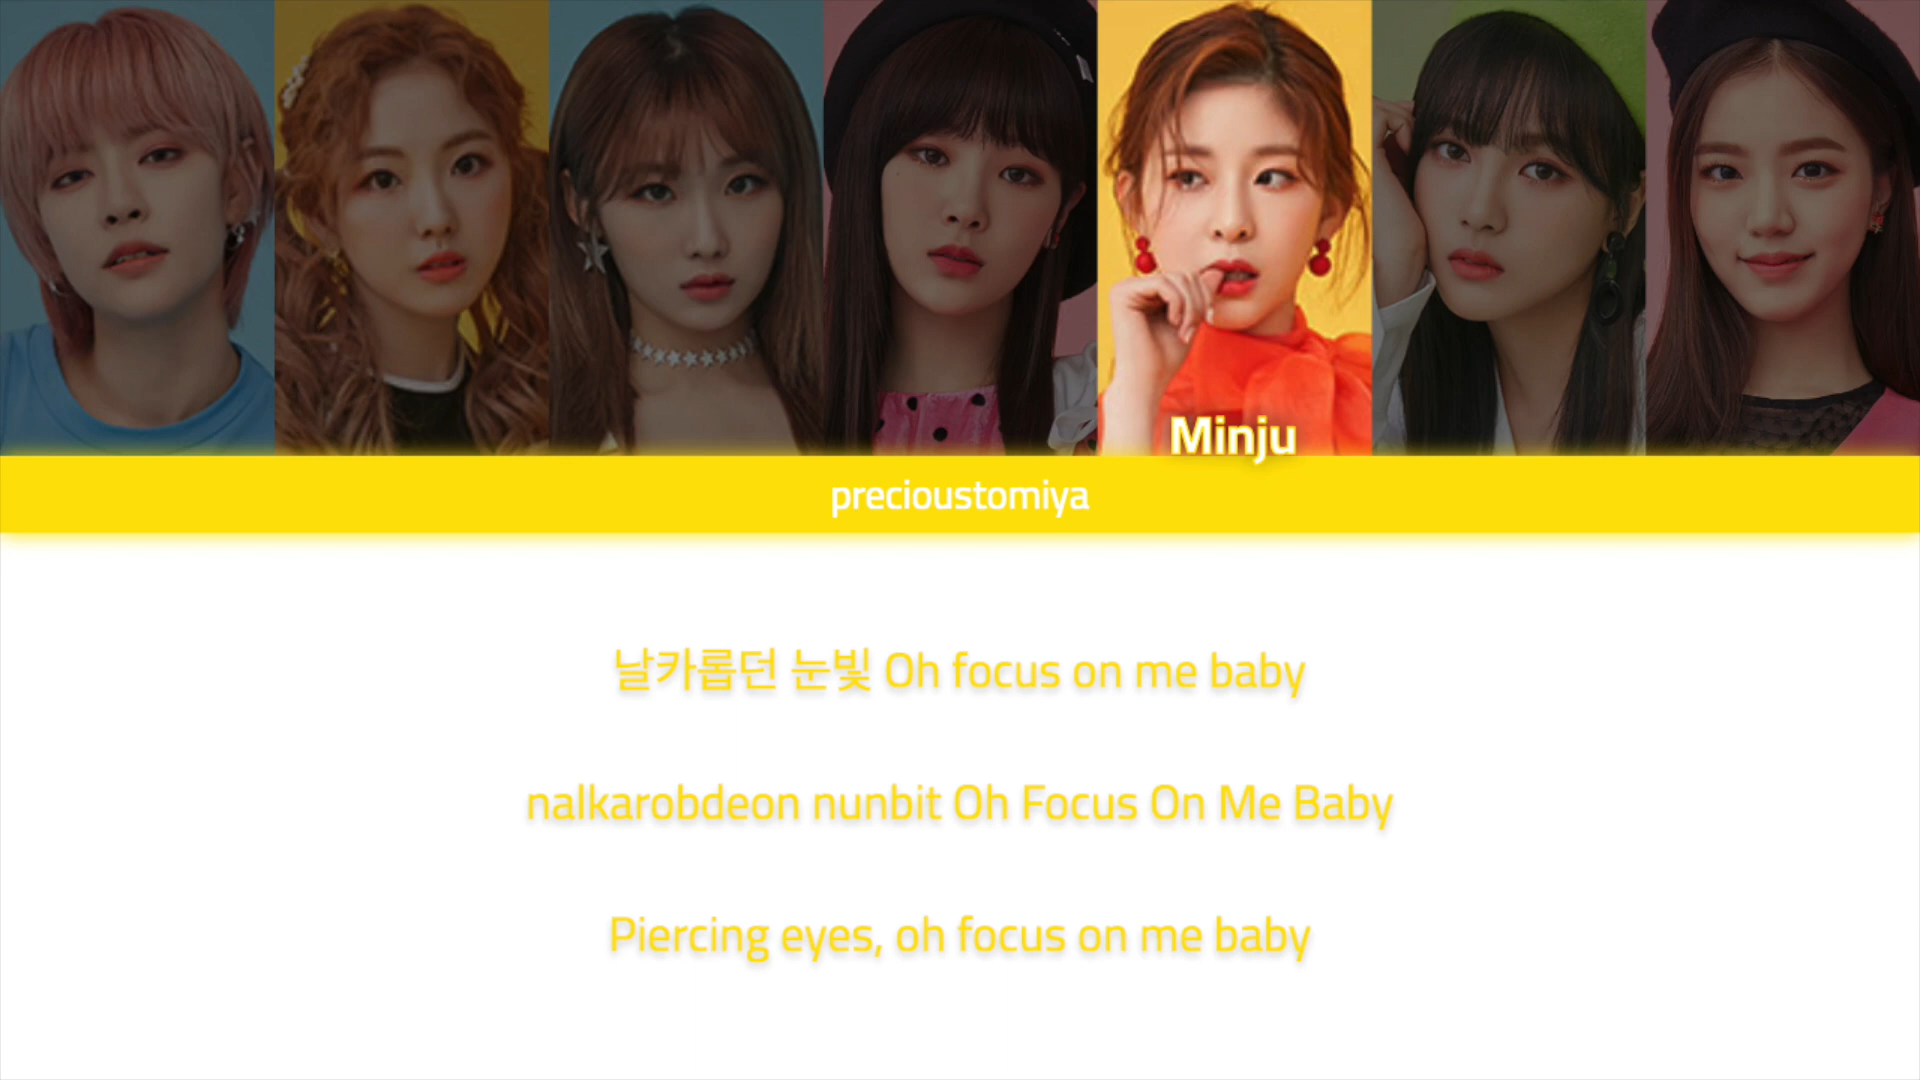 Minju
precioustomiya
날카롭던 눈빛 Oh focus on me baby
nalkarobdeon nunbit Oh Focus On Me Baby
Piercing eyes, oh focus on me baby